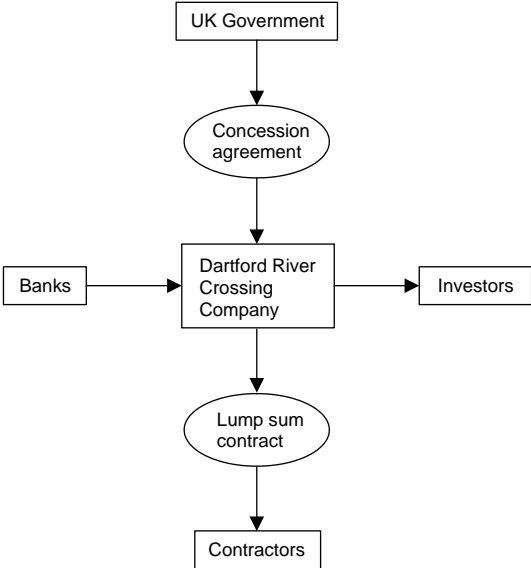 UK Government
Concession
agreement
Banks
Dartford River
Crossing
Company
Investors
Lump sum
contract
Contractors